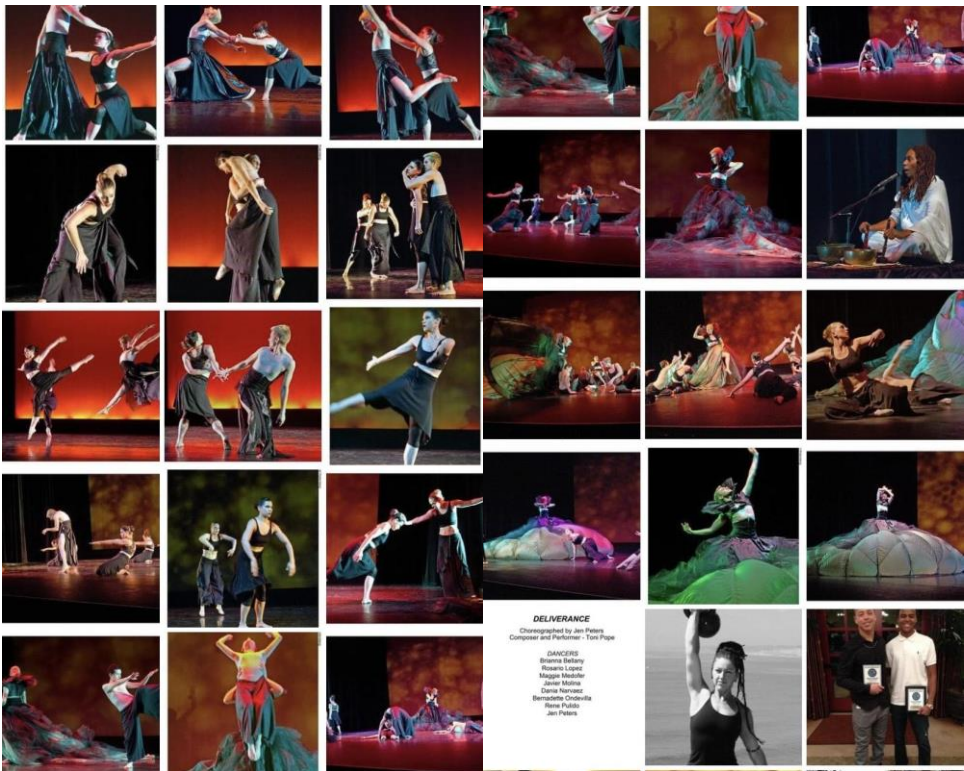 DELIVERANCE
Choreographed by Jen Peters
Composer and Performer - Toni Pope
DANCERS
Brianna Bellany
Rosario Lopez
Maggie Medoller
Javier Molina
Dania Narvaez
Bernadette Ondevilla
Rene Pulido
Jen Peters